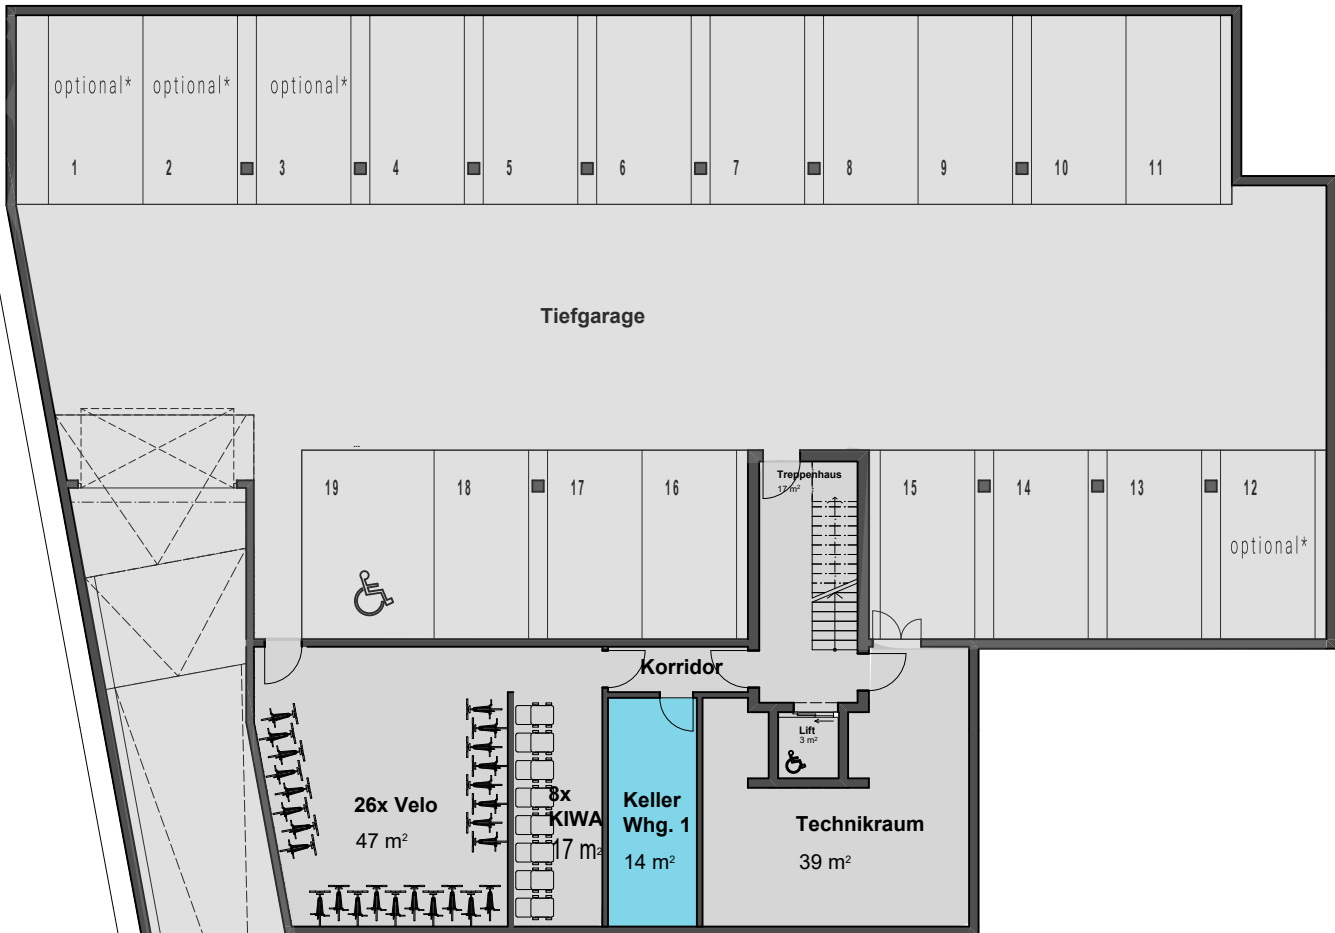 optional* optional* optional*
1 2 3 4 5 6 7 8 9 10 11
Tiefgarage
19 18 17 16
Treppenhaus
17 m²
15 14 13 12
optional*
Korridor
Lift
3 m²
26x Velo
47 m²
8x
KIWA
17 m²
Keller
Whg. 1
14 m²
Technikraum
39 m²